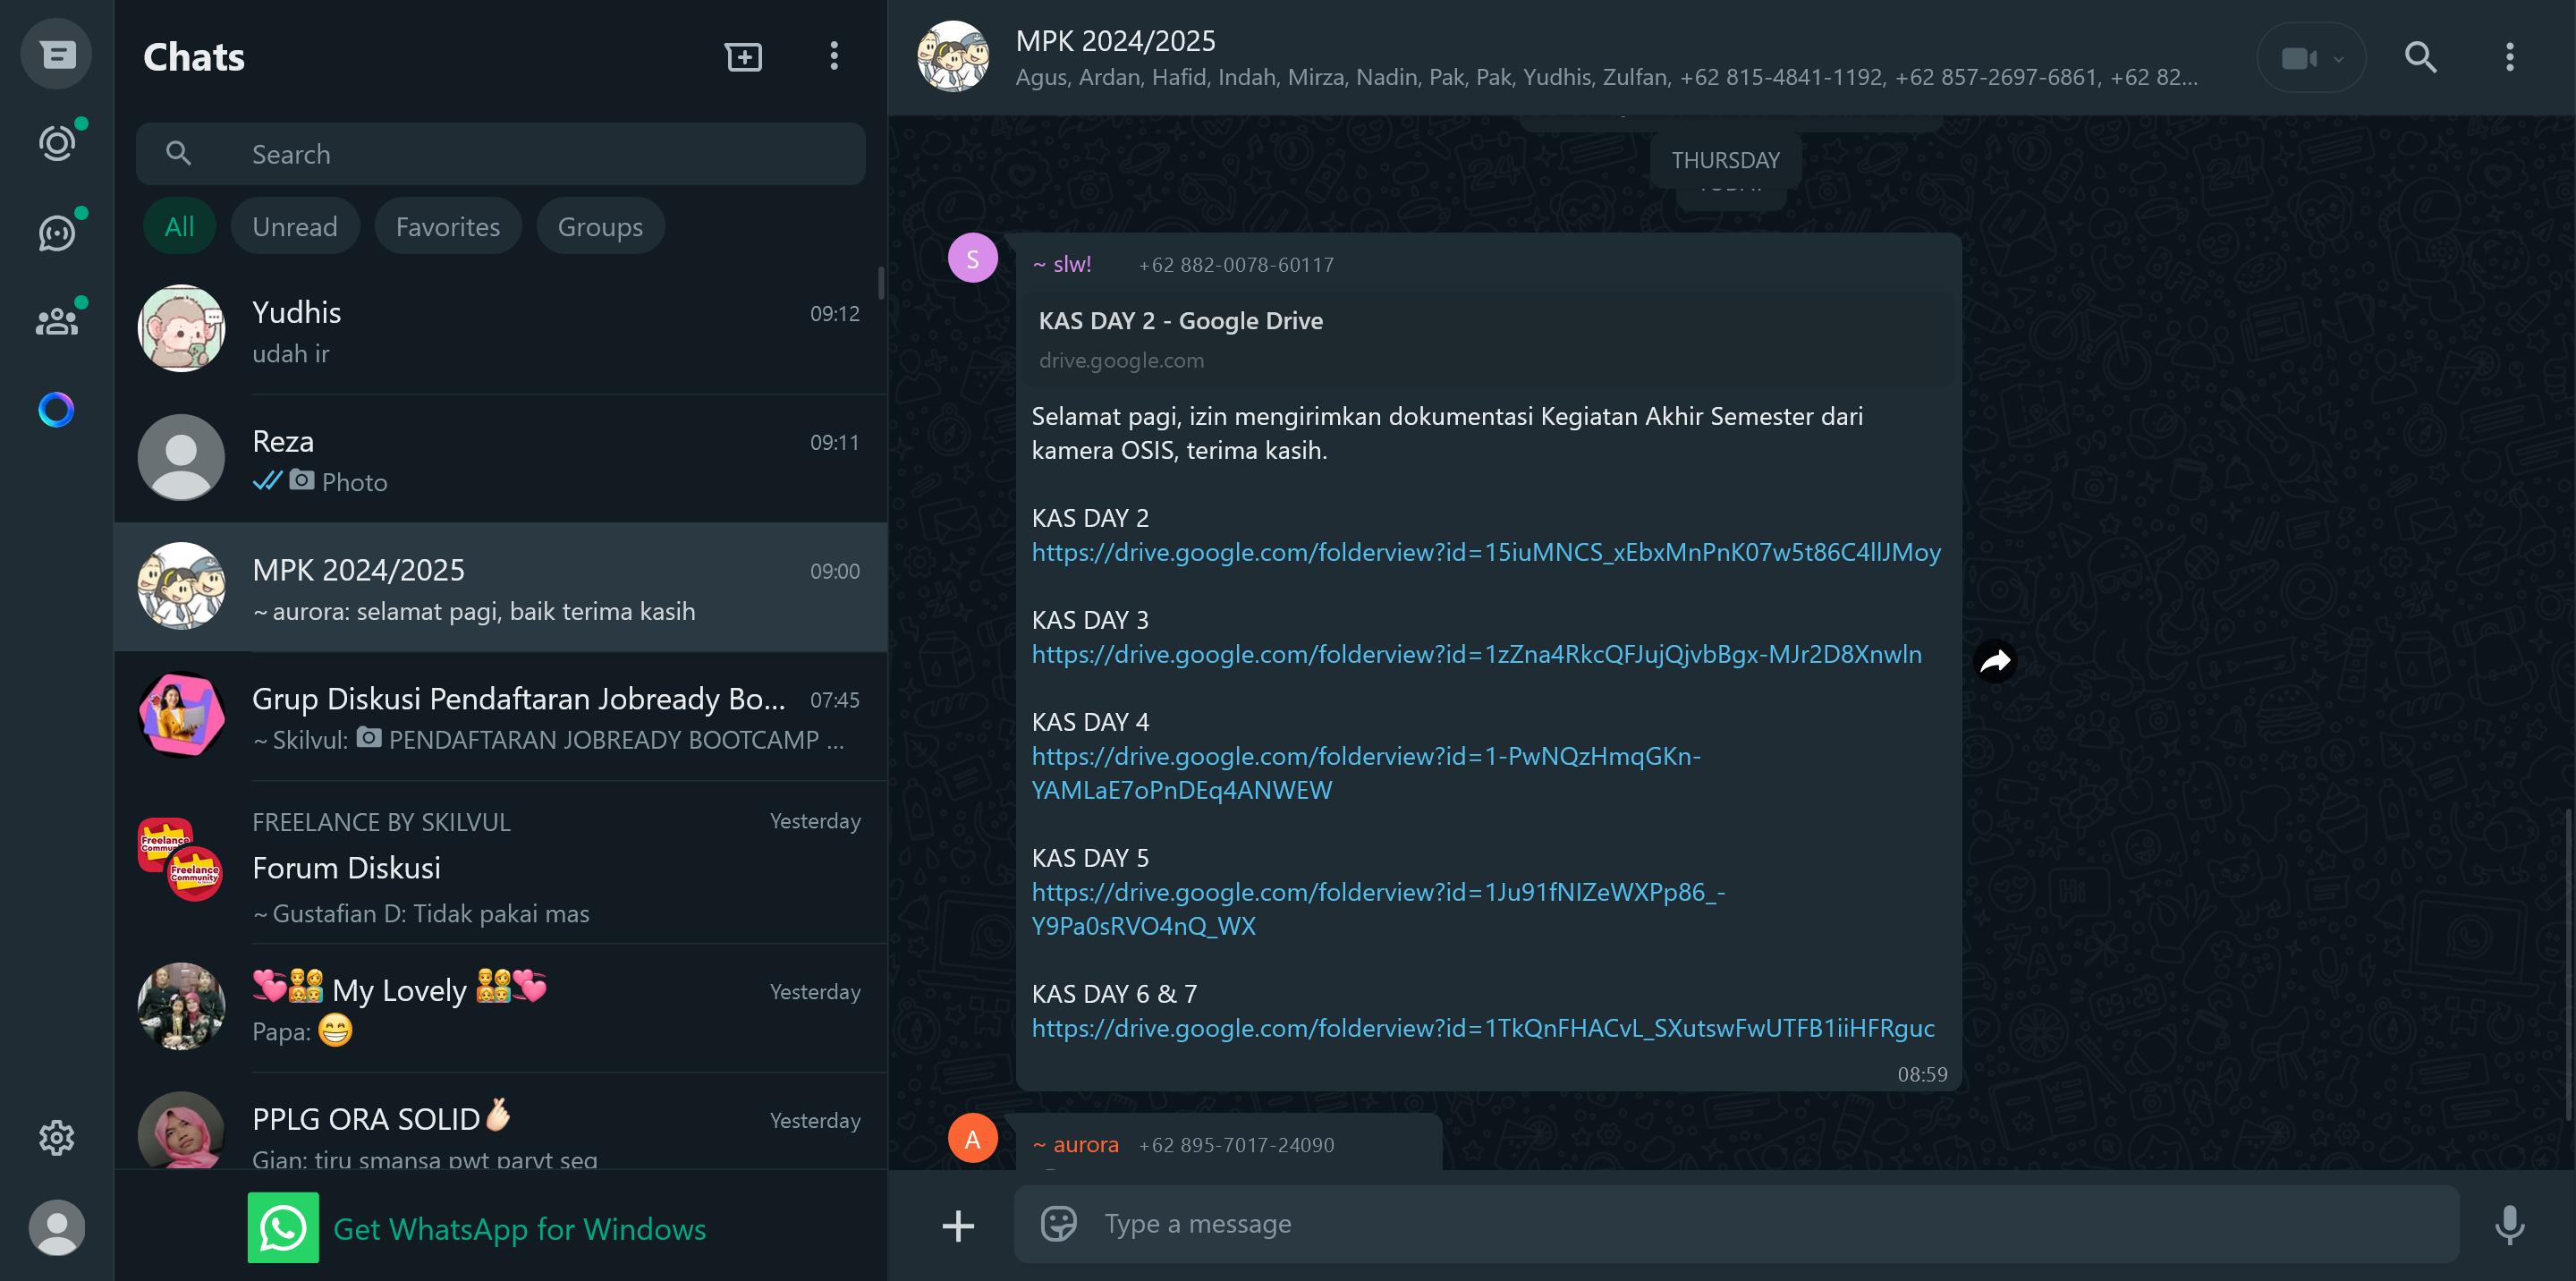 Chats
Search
All
Unread
Favorites
Groups
Yudhis
09:12
udah ir
Reza
09:11
Photo
MPK 2024/2025
09:00
~ aurora: selamat pagi, baik terima kasih
Grup Diskusi Pendaftaran Jobready Bo...
07:45
~ Skilvul: PENDAFTARAN JOBREADY BOOTCAMP ...
FREELANCE BY SKILVUL
Yesterday
Forum Diskusi
~ Gustafian D: Tidak pakai mas
Freelance
Freelance
Community
My Lovely
Yesterday
Papa:
PPLG ORA SOLID
Yesterday
Gian: tiru smansa pwt paryt seg
Get WhatsApp for Windows
MPK 2024/2025
Agus, Ardan, Hafid, Indah, Mirza, Nadin, Pak, Pak, Yudhis, Zulfan, +62 815-4841-1192, +62 857-2697-6861, +62 82...
THURSDAY
TODAY
S
~ slw!
+62 882-0078-60117
KAS DAY 2 - Google Drive
drive.google.com
Selamat pagi, izin mengirimkan dokumentasi Kegiatan Akhir Semester dari
kamera OSIS, terima kasih.
KAS DAY 2
https://drive.google.com/folderview?id=15iuMNCS_xEbxMnPnK07w5t86C4llJMoy
KAS DAY 3
https://drive.google.com/folderview?id=1zZna4RkcQFJujQjvbBgx-MJr2D8Xnwln
KAS DAY 4
https://drive.google.com/folderview?id=1-PwNQzHmqGKn-
YAMLaE7oPnDEq4ANWEW
KAS DAY 5
https://drive.google.com/folderview?id=1Ju91fNIZeWXPp86_-
Y9Pa0sRVO4nQ_WX
KAS DAY 6 & 7
https://drive.google.com/folderview?id=1TkQnFHACvL_SXutswFwUTFB1iiHFRguc
08:59
A
~ aurora
+62 895-7017-24090
Type a message